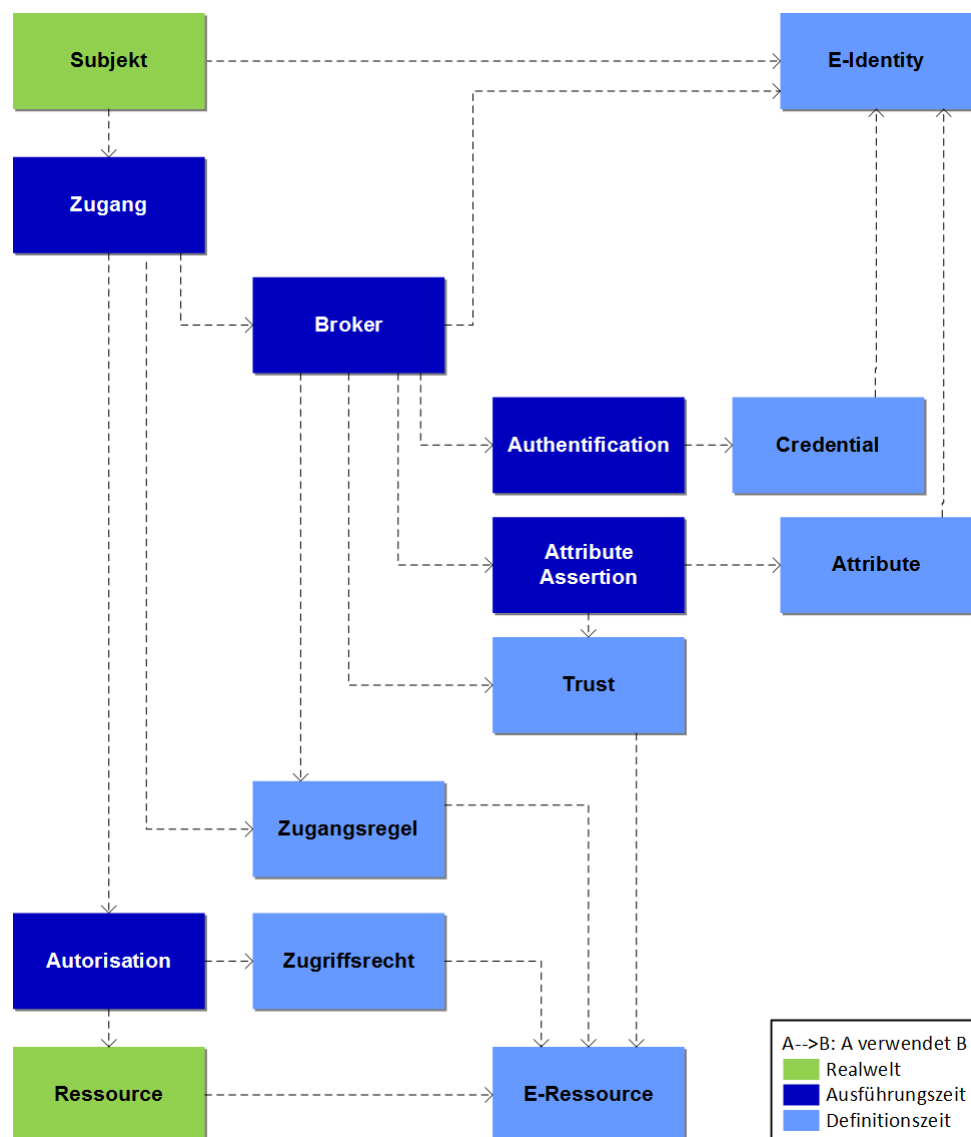 Subjekt
E-Identity
Zugang
Broker
Authentification
Credential
Attribute
Assertion
Attribute
Trust
Zugangsregel
Autorisation
Zugriffsrecht
Ressource
E-Ressource
A-->B: A verwendet B
Realwelt
Ausführungszeit
Definitionszeit